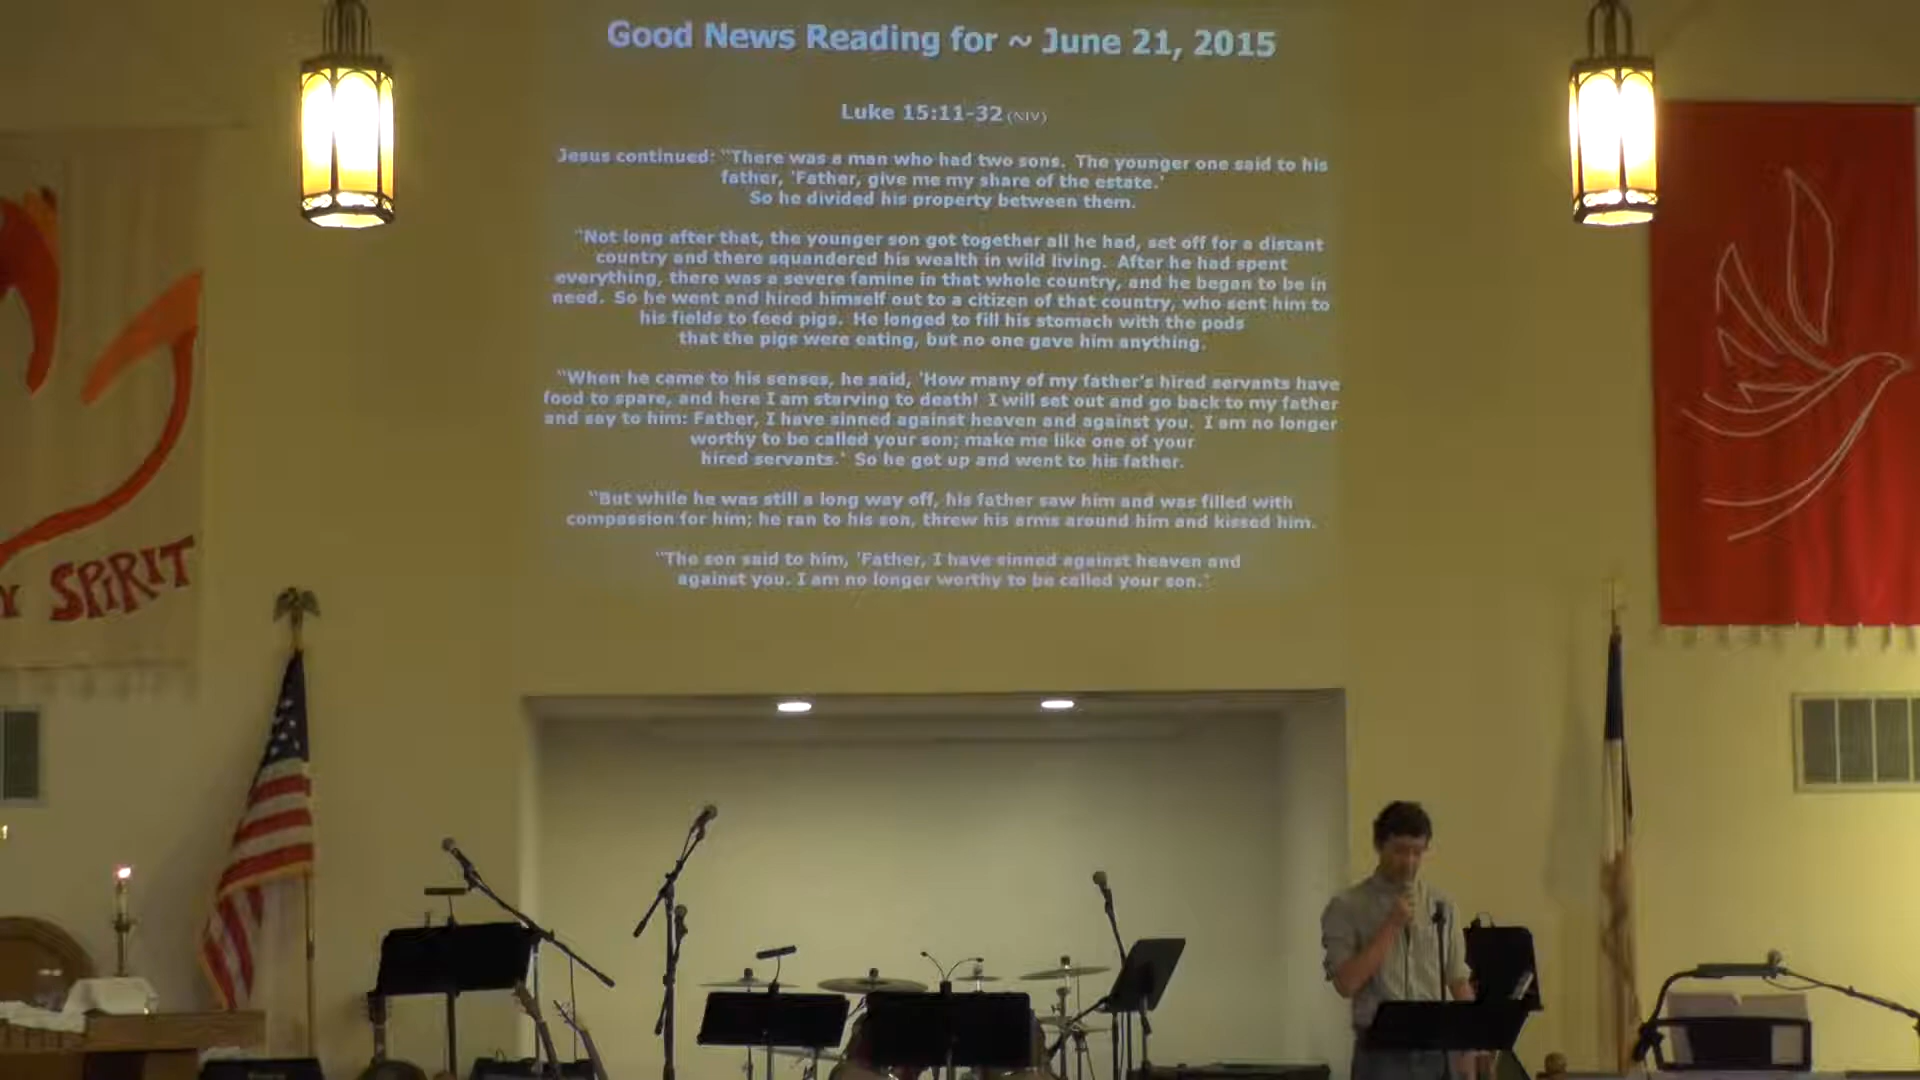 Good News Reading for ~ June 21, 2015
Luke 15:11-32 (NIV)
Jesus continued: "There was a man who had two sons. The younger one said to his
father, 'Father, give me my share of the estate.'
So he divided his property between them.
"Not long after that, the younger son got together all he had, set off for a distant
country and there squandered his wealth in wild living. After he had spent
everything, there was a severe famine in that whole country, and he began to be in
need. So he went and hired himself out to a citizen of that country, who sent him to
his fields to feed pigs. He longed to fill his stomach with the pods
that the pigs were eating, but no one gave him anything.
"When he came to his senses, he said, 'How many of my father's hired servants have
food to spare, and here I am starving to death! I will set out and go back to my father
and say to him: Father, I have sinned against heaven and against you. I am no longer
worthy to be called your son; make me like one of your
hired servants.' So he got up and went to his father.
"But while he was still a long way off, his father saw him and was filled with
compassion for him; he ran to his son, threw his arms around him and kissed him.
"The son said to him, 'Father, I have sinned against heaven and
against you. I am no longer worthy to be called your son.'
Y SPIRIT